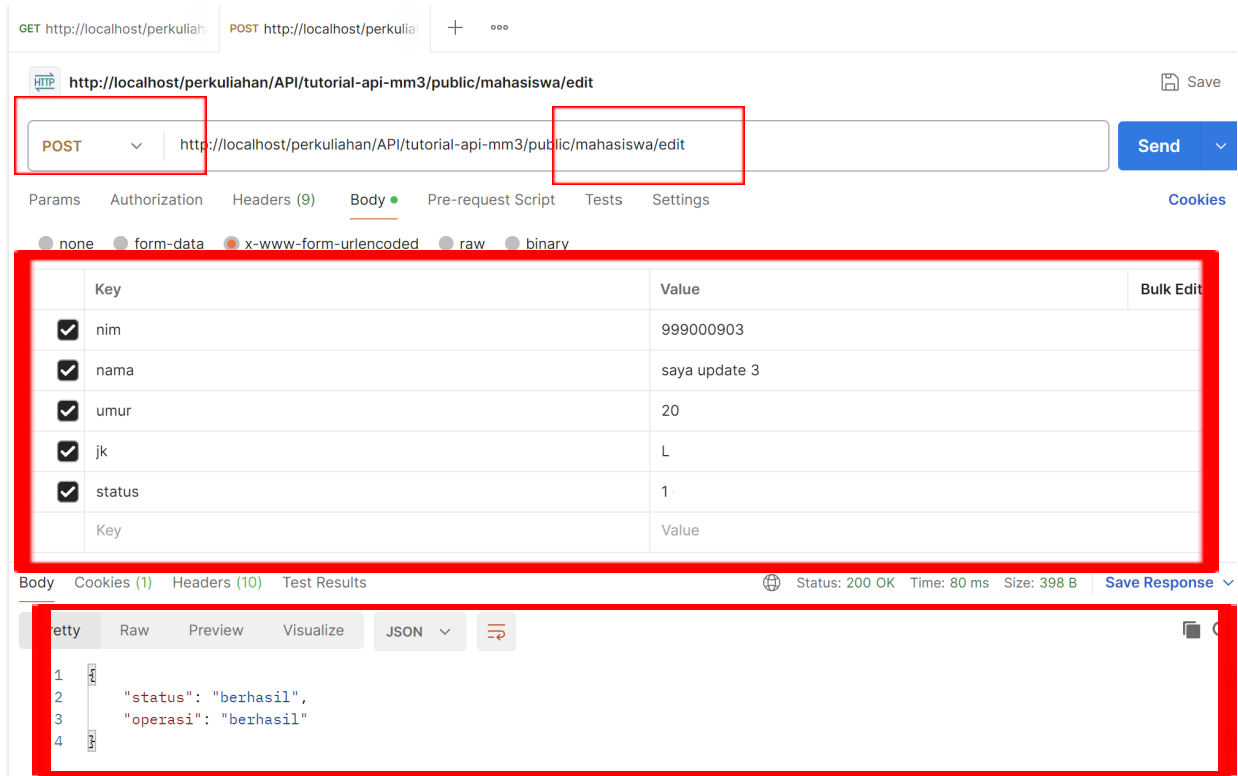 GET http://localhost/perkuliah POST http://localhost/perkulia
HTTP http://localhost/perkuliahan/API/tutorial-api-mm3/public/mahasiswa/edit Save
POST http://localhost/perkuliahan/API/tutorial-api-mm3/public/mahasiswa/edit Send
Params Authorization Headers (9) Body Pre-request Script Tests Settings Cookies
none form-data x-www-form-urlencoded raw binary
Key Value Bulk Edit
nim 999000903
nama saya update 3
umur 20
jk L
status 1
Key Value
Body Cookies (1) Headers (10) Test Results Status: 200 OK Time: 80 ms Size: 398 B Save Response
etty Raw Preview Visualize JSON
1 {
2 "status": "berhasil",
3 "operasi": "berhasil"
4 }